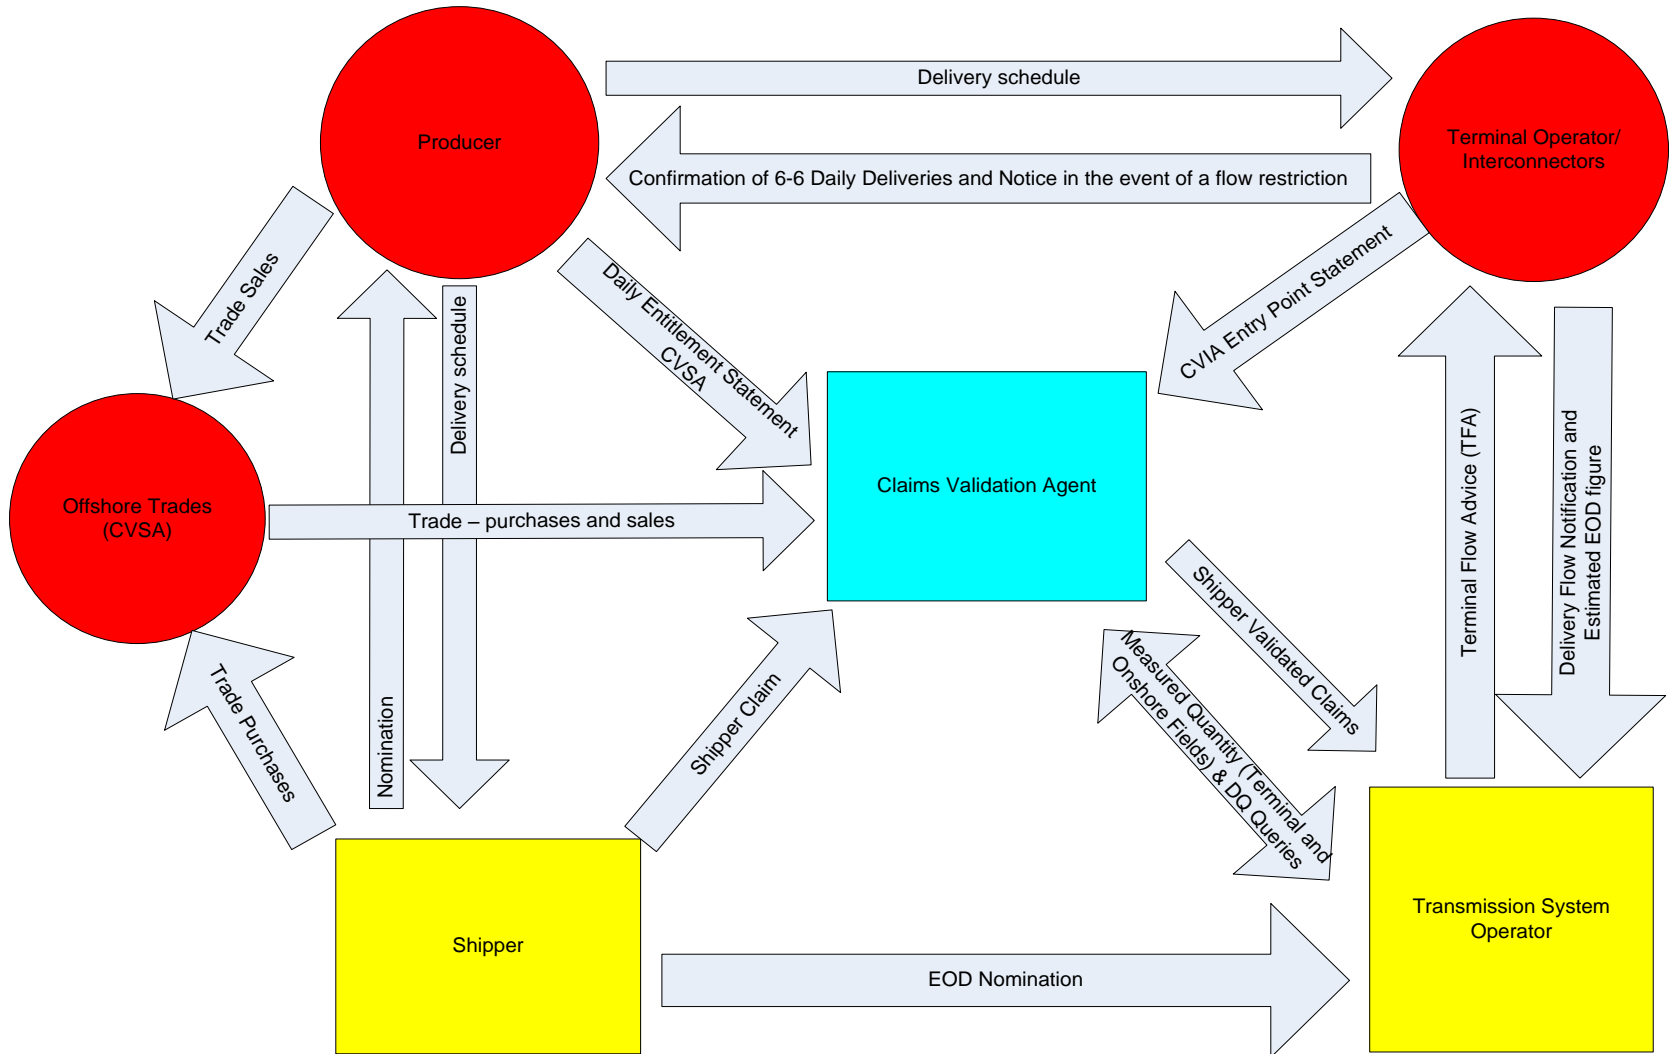 Delivery schedule
Producer
Terminal Operator/
Interconnectors
Confirmation of 6-6 Daily Deliveries and Notice in the event of a flow restriction
Trade Sales
Delivery schedule
Daily Entitlement Statement
CVSA
CVIA Entry Point Statement
Nomination
Terminal Flow Advice (TFA)
Delivery Flow Notification and
Estimated EOD figure
Offshore Trades
(CVSA)
Trade – purchases and sales
Claims Validation Agent
Shipper Validated Claims
Measured Quantity (Terminal and
Onshore Fields) & DQ Queries
Trade Purchases
Shipper Claim
Shipper
EOD Nomination
Transmission System
Operator